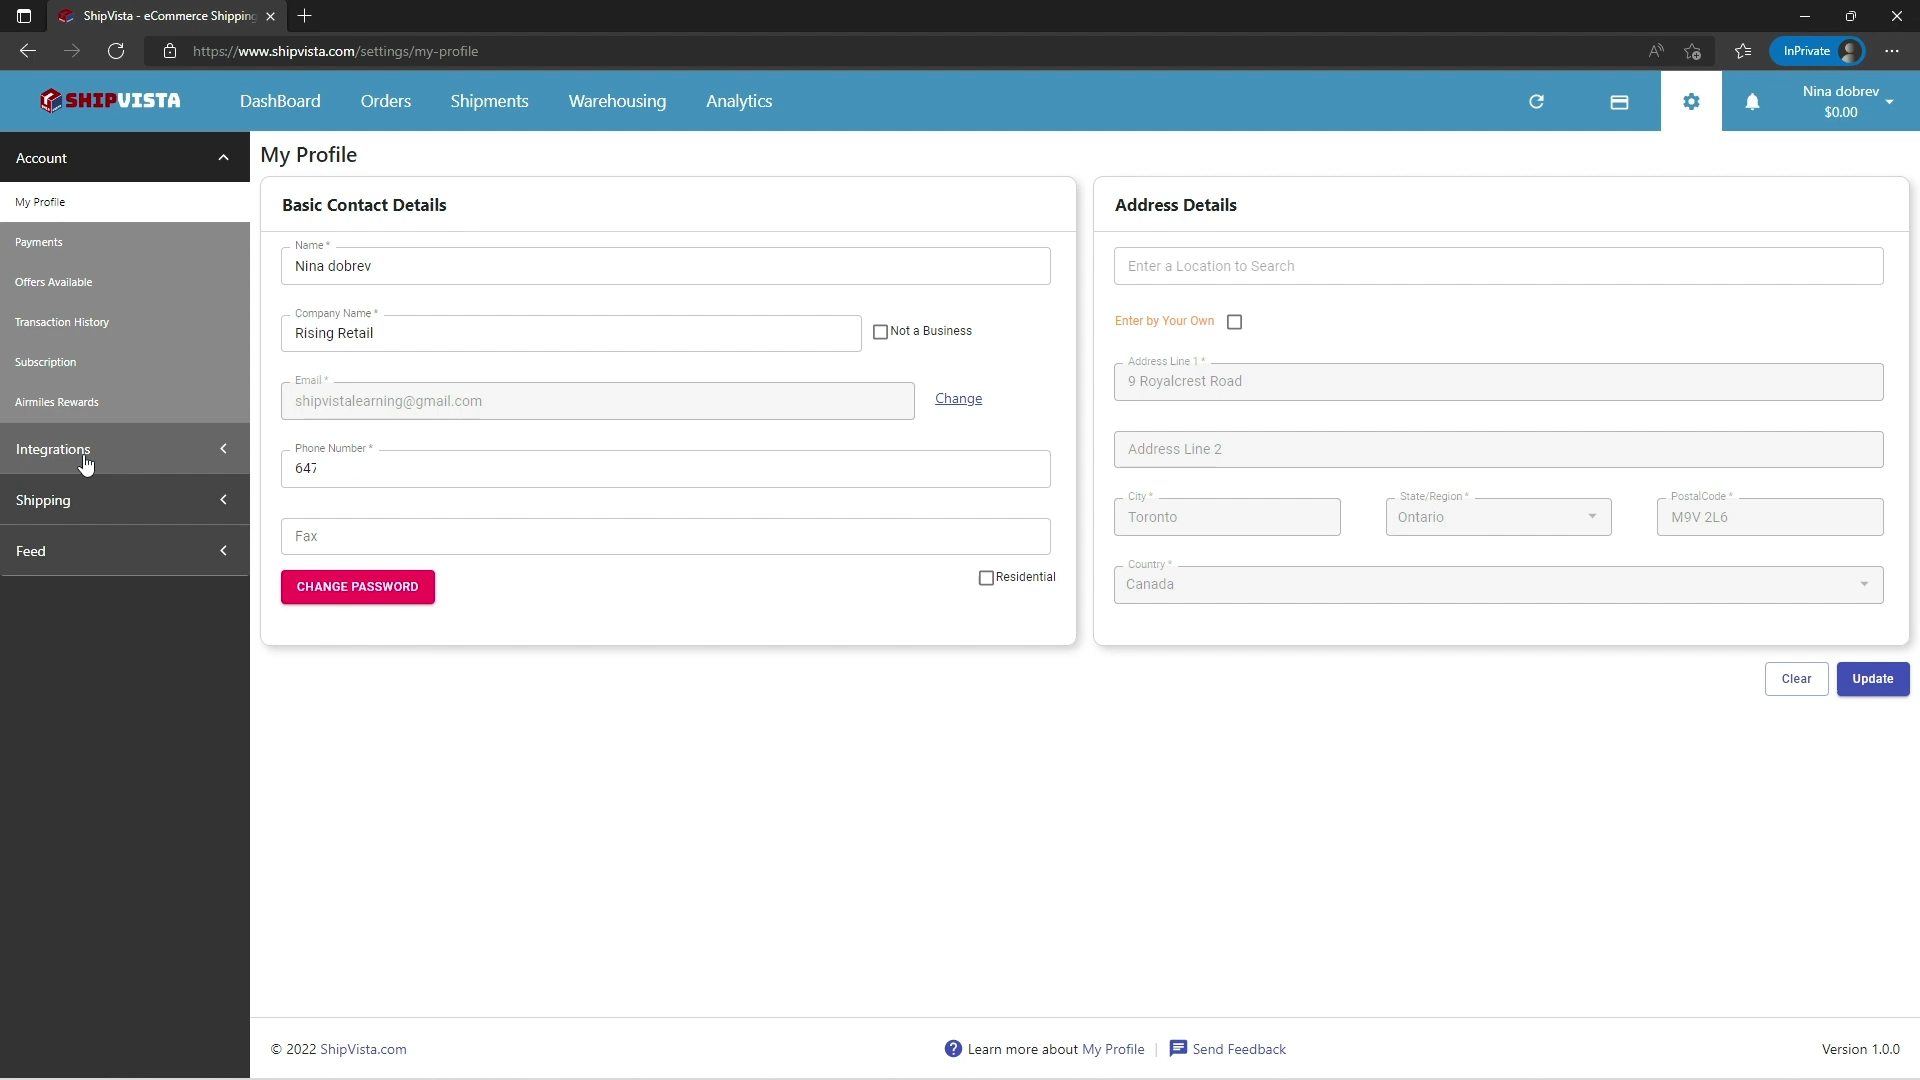 ShipVista - eCommerce Shipping
https://www.shipvista.com/settings/my-profile
InPrivate
SHIPVISTA
DashBoard
Orders
Shipments
Warehousing
Analytics
Nina dobrev
$0.00
Account
My Profile
Payments
Offers Available
Transaction History
Subscription
Airmiles Rewards
Integrations
Shipping
Feed
My Profile
Basic Contact Details
Name *
Nina dobrev
Company Name *
Rising Retail
Not a Business
Email *
shipvistalearning@gmail.com
Change
Phone Number *
647
Fax
CHANGE PASSWORD
Residential
Address Details
Enter a Location to Search
Enter by Your Own
Address Line 1 *
9 Royalcrest Road
Address Line 2
City *
Toronto
State/Region *
Ontario
PostalCode *
M9V 2L6
Country *
Canada
Clear
Update
© 2022 ShipVista.com
Learn more about My Profile
Send Feedback
Version 1.0.0